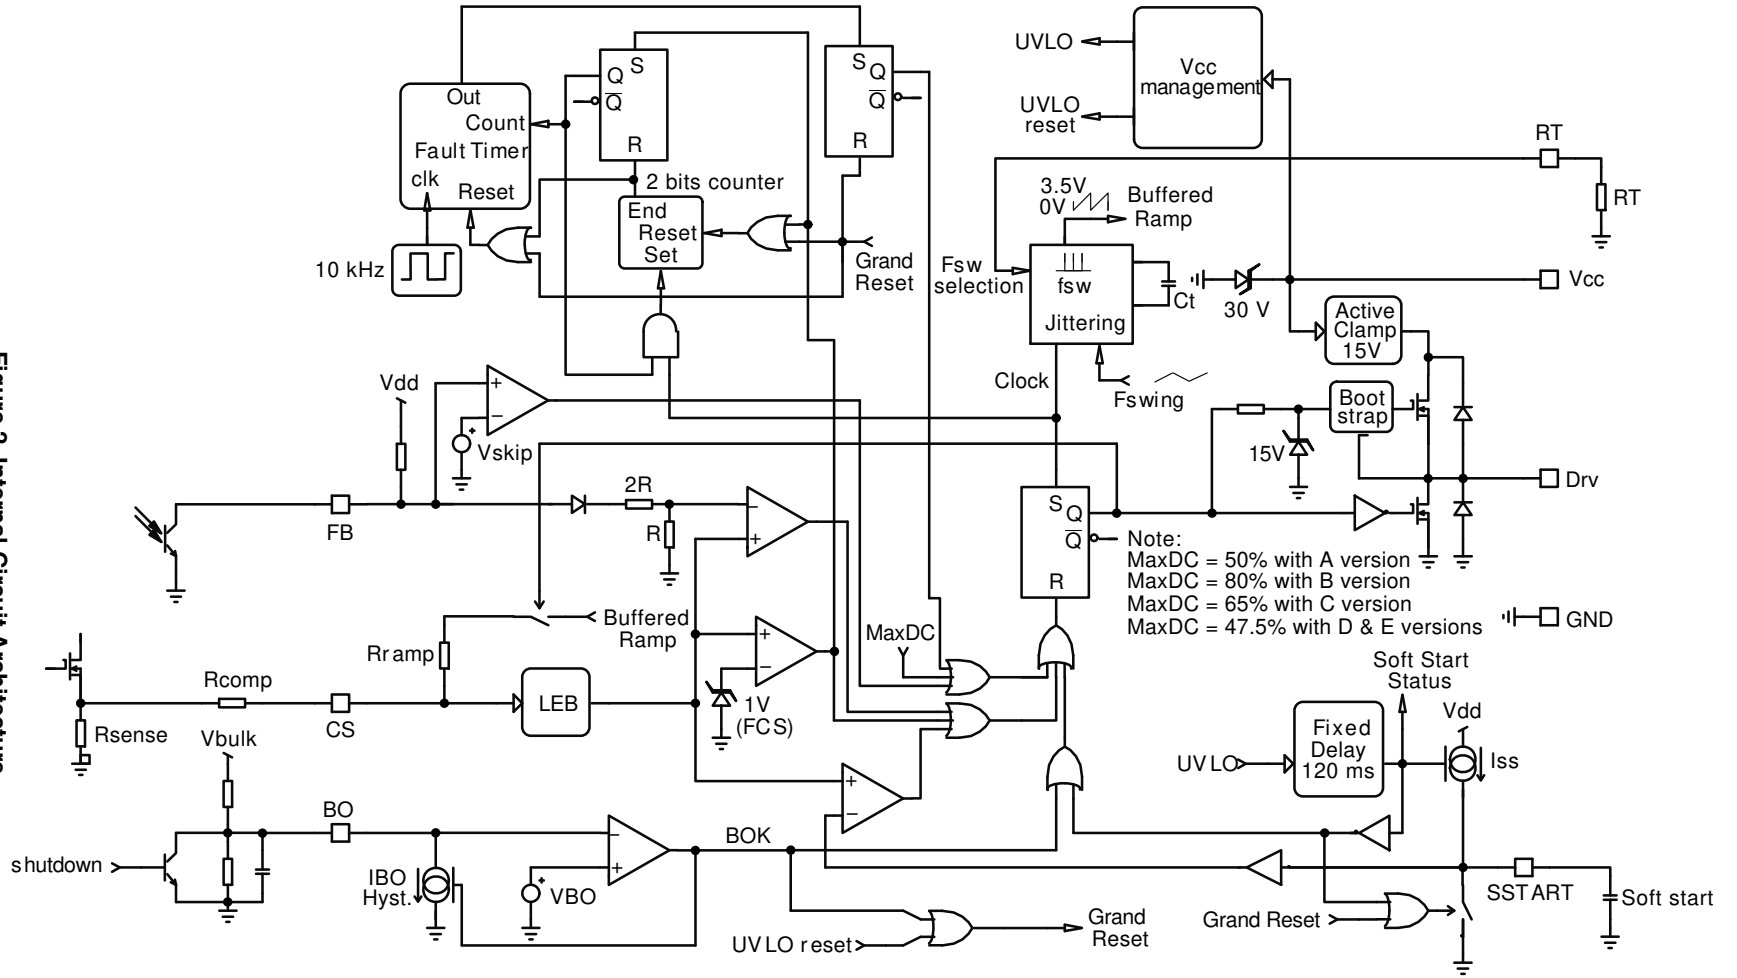 Out
Count
Fault Timer
clk
Reset
10 kHz
Q
S
Q
R
2 bits counter
End
Reset
Set
S
Q
Q
R
Grand
Reset
UVLO
UVLO
reset
Vcc
management
3.5V
0V
Buffered
Ramp
Fsw
selection
fsw
Jittering
Ct
Clock
Fswing
RT
RT
30 V
Vcc
Active
Clamp
15V
Boot
strap
15V
Drv
Vdd
Vskip
FB
2R
R
S
Q
Q
R
Note:
MaxDC = 50% with A version
MaxDC = 80% with B version
MaxDC = 65% with C version
MaxDC = 47.5% with D & E versions
GND
Buffered
Ramp
MaxDC
Rramp
Rcomp
CS
LEB
1V
(FCS)
Rsense
Vbulk
Soft Start
Status
Fixed
Delay
120 ms
UVLO
Vdd
Iss
BO
BOK
shutdown
IBO
Hyst.
VBO
SSTART
Soft start
Grand Reset
UVLO reset
Grand
Reset